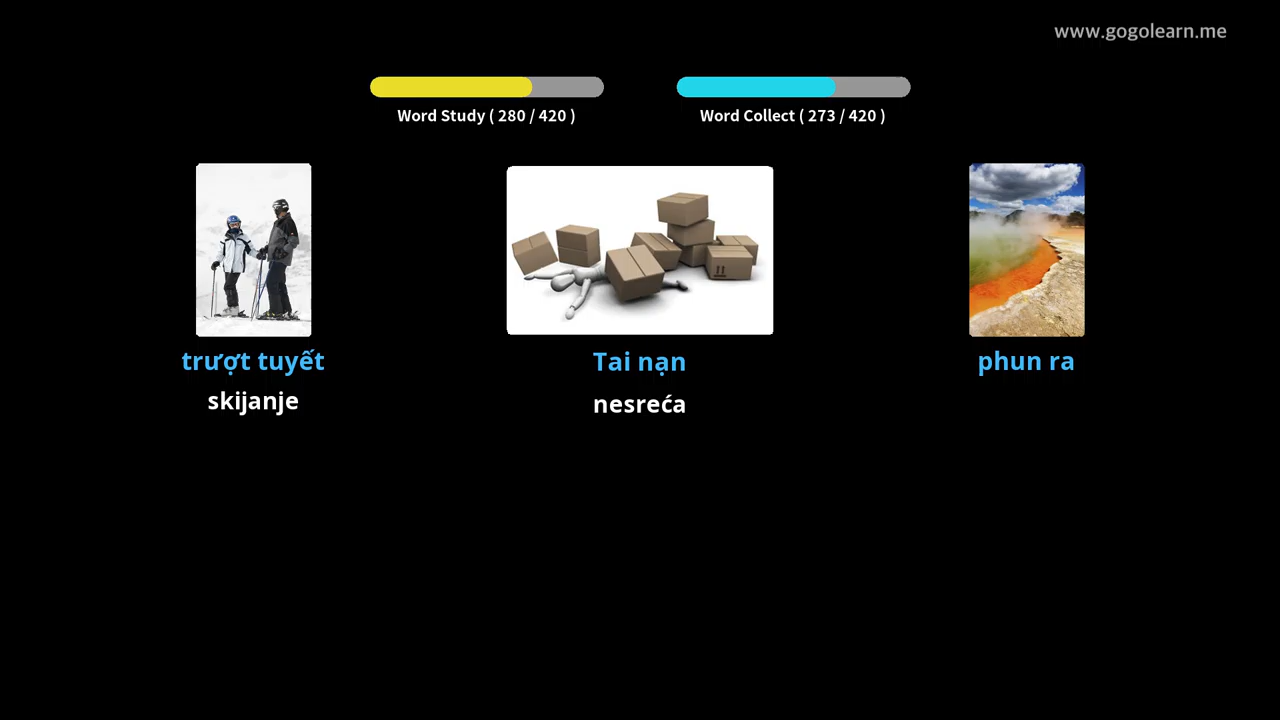 www.gogolearn.me
Word Study ( 280 / 420 )
Word Collect ( 273 / 420 )
trượt tuyết
skijanje
Tai nạn
nesreća
phun ra